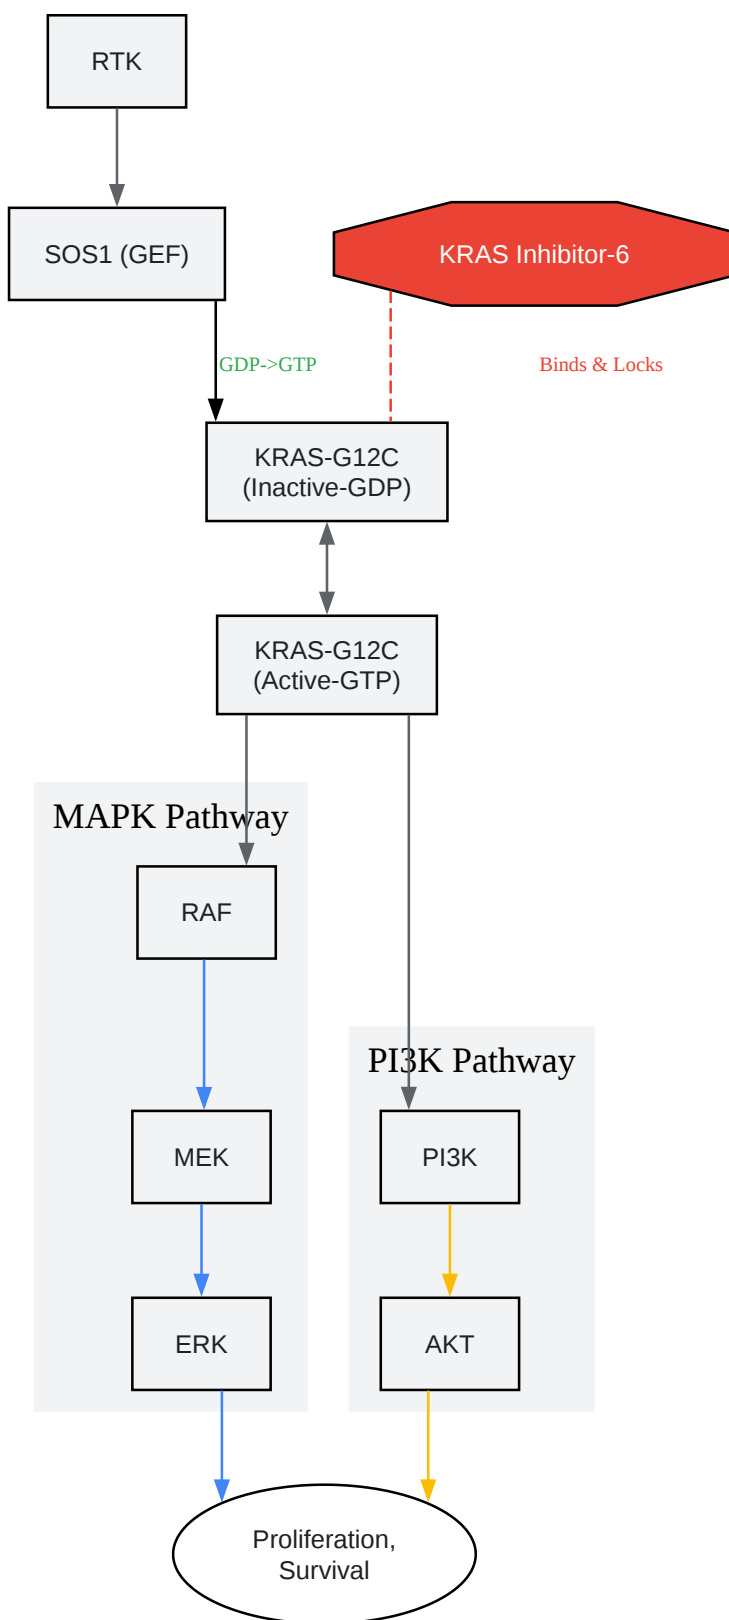 RTK
SOS1 (GEF)
KRAS Inhibitor-6
GDP->GTP
Binds & Locks
KRAS-G12C
(Inactive-GDP)
KRAS-G12C
(Active-GTP)
MAPK Pathway
RAF
PI3K Pathway
MEK
PI3K
ERK
AKT
Proliferation,
Survival